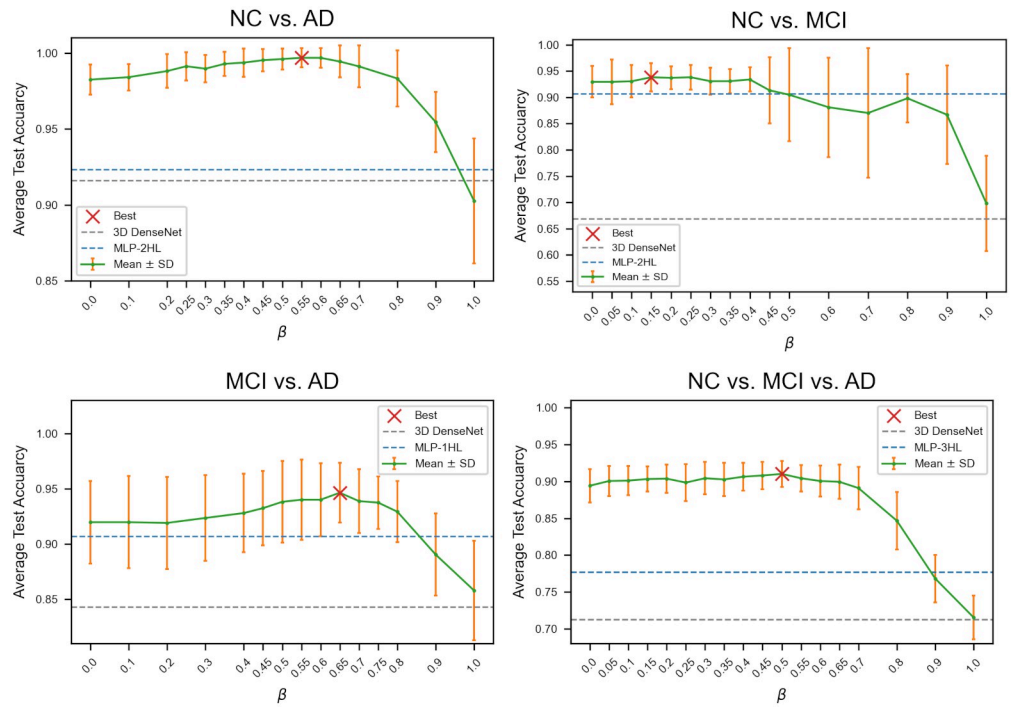 NC vs. AD
Average Test Accuarcy
1.00
0.95
0.90
0.85
Best
3D DenseNet
MLP-2HL
Mean ± SD
0.0 0.1 0.2 0.25 0.3 0.35 0.4 0.45 0.5 0.55 0.6 0.65 0.7 0.8 0.9 1.0
β
NC vs. MCI
Average Test Accuarcy
1.00
0.95
0.90
0.85
0.80
0.75
0.70
0.65
0.60
0.55
Best
3D DenseNet
MLP-2HL
Mean ± SD
0.0 0.05 0.1 0.15 0.2 0.25 0.3 0.35 0.4 0.45 0.5 0.6 0.7 0.8 0.9 1.0
β
MCI vs. AD
Average Test Accuarcy
1.00
0.95
0.90
0.85
Best
3D DenseNet
MLP-1HL
Mean ± SD
0.0 0.1 0.2 0.3 0.4 0.45 0.5 0.55 0.6 0.65 0.7 0.75 0.8 0.9 1.0
β
NC vs. MCI vs. AD
Average Test Accuarcy
1.00
0.95
0.90
0.85
0.80
0.75
0.70
Best
3D DenseNet
MLP-3HL
Mean ± SD
0.0 0.05 0.1 0.15 0.2 0.25 0.3 0.35 0.4 0.45 0.5 0.55 0.6 0.65 0.7 0.8 0.9 1.0
β